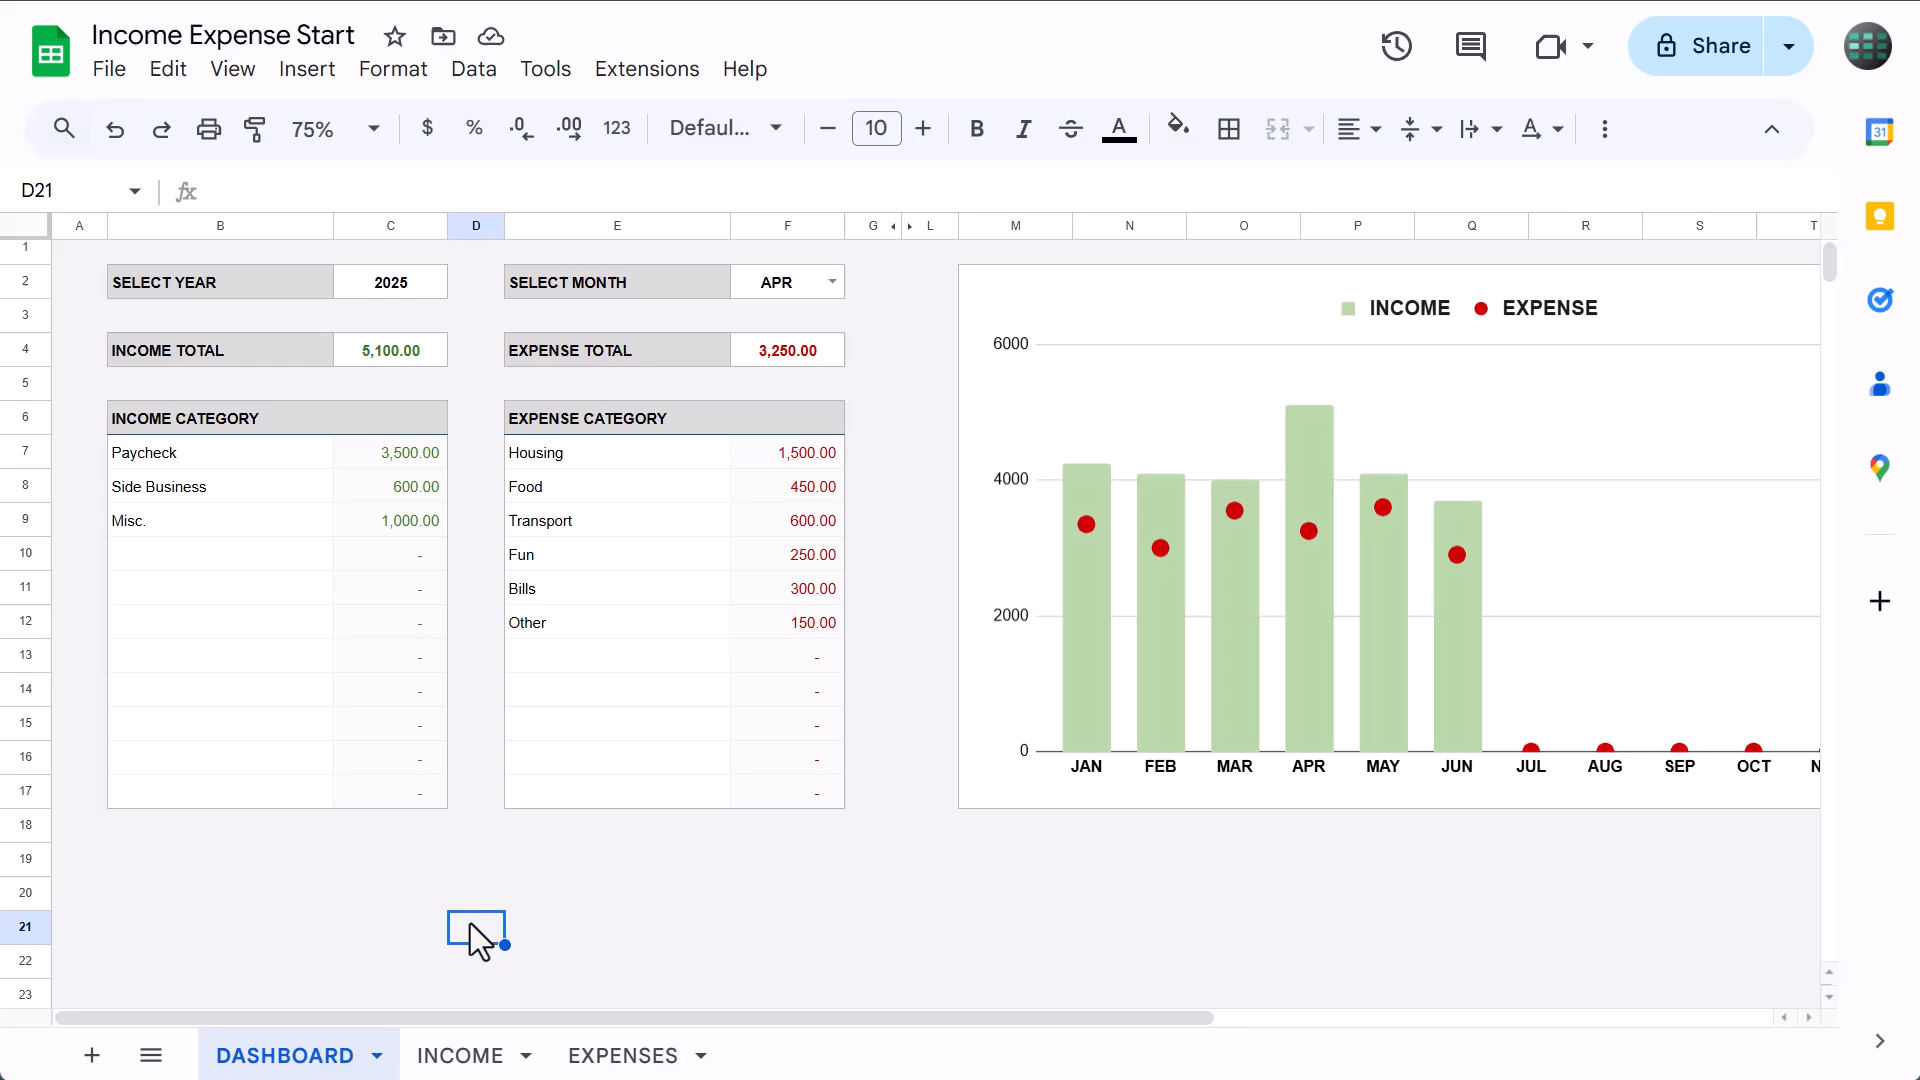 Income Expense Start
File Edit View Insert Format Data Tools Extensions Help
Share
75% $ % .0 .00 123 Defaul... 10 B I A A
31
D21 fx
A B C D E F G L M N O P Q R S T
1
2 SELECT YEAR 2025 SELECT MONTH APR
3
4 INCOME TOTAL 5,100.00 EXPENSE TOTAL 3,250.00
5
6 INCOME CATEGORY EXPENSE CATEGORY
7 Paycheck 3,500.00 Housing 1,500.00
8 Side Business 600.00 Food 450.00
9 Misc. 1,000.00 Transport 600.00
10 - Fun 250.00
11 - Bills 300.00
12 - Other 150.00
13 - -
14 - -
15 - -
16 - -
17 - -
18
19
20
21
22
23
INCOME EXPENSE
6000
4000
2000
0
JAN FEB MAR APR MAY JUN JUL AUG SEP OCT N
DASHBOARD INCOME EXPENSES